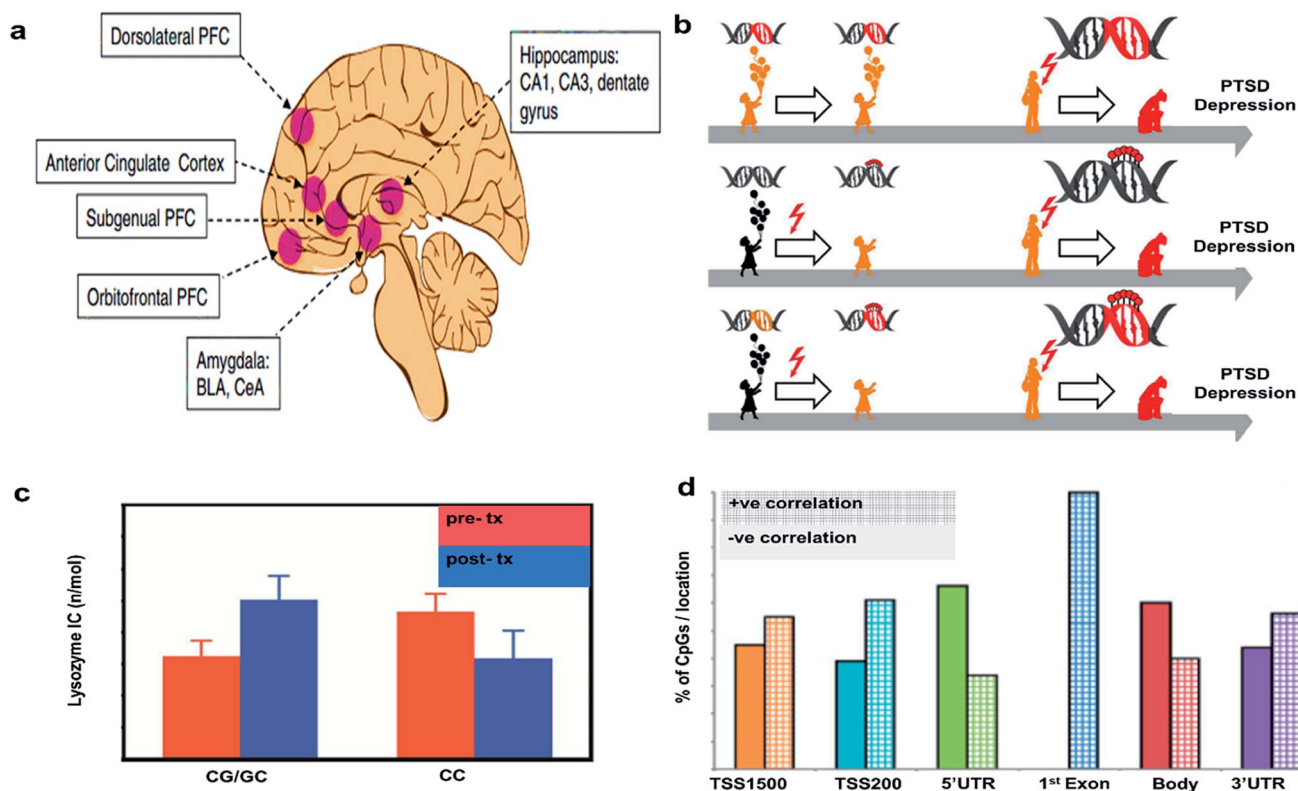 a
Dorsolateral PFC
Anterior Cingulate Cortex
Subgenual PFC
Orbitofrontal PFC
Amygdala:
BLA, CeA
Hippocampus:
CA1, CA3, dentate
gyrus
b
PTSD
Depression
PTSD
Depression
PTSD
Depression
c
pre- tx
post- tx
Lysozyme IC (n/mol)
CG/GC
CC
d
+ve correlation
-ve correlation
% of CpGs / location
TSS1500
TSS200
5'UTR
1st Exon
Body
3'UTR